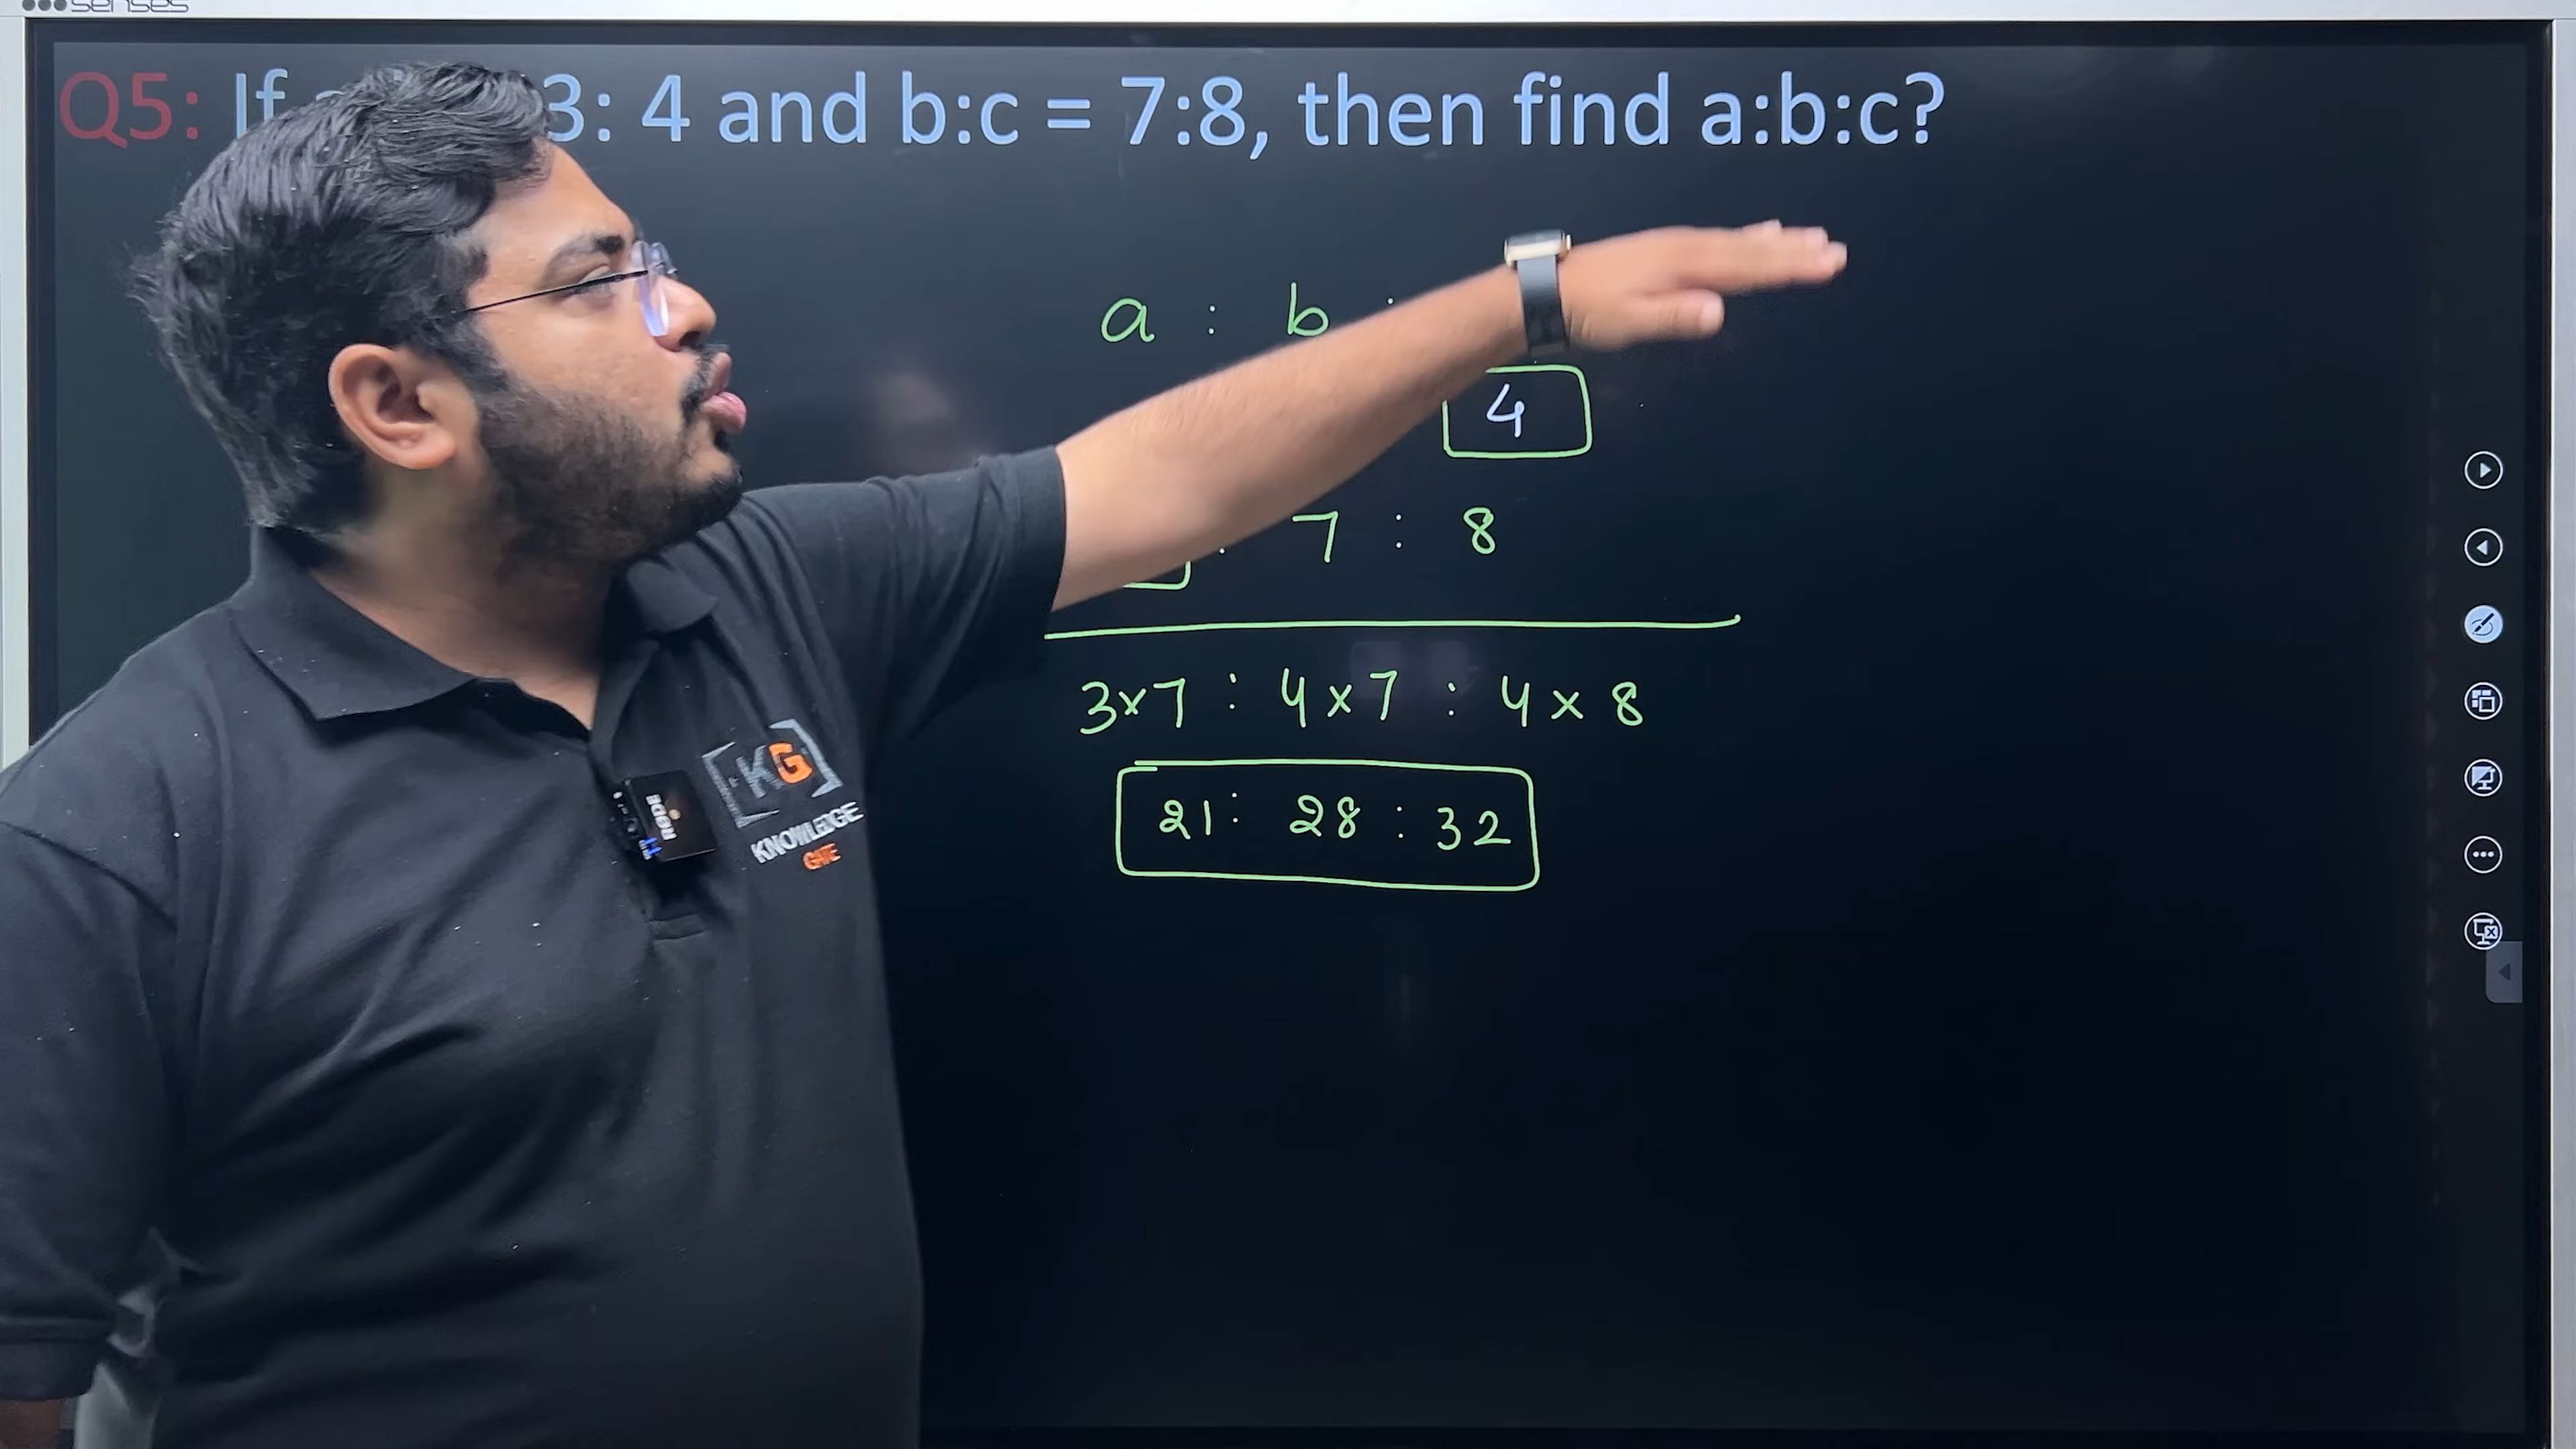 senses
Q5: If 3: 4 and b:c = 7:8, then find a:b:c?
a : b :
4
: 7 : 8
3×7 : 4×7 : 4×8
21: 28 : 32
KG
KNOWLEDGE
GATE
RODE